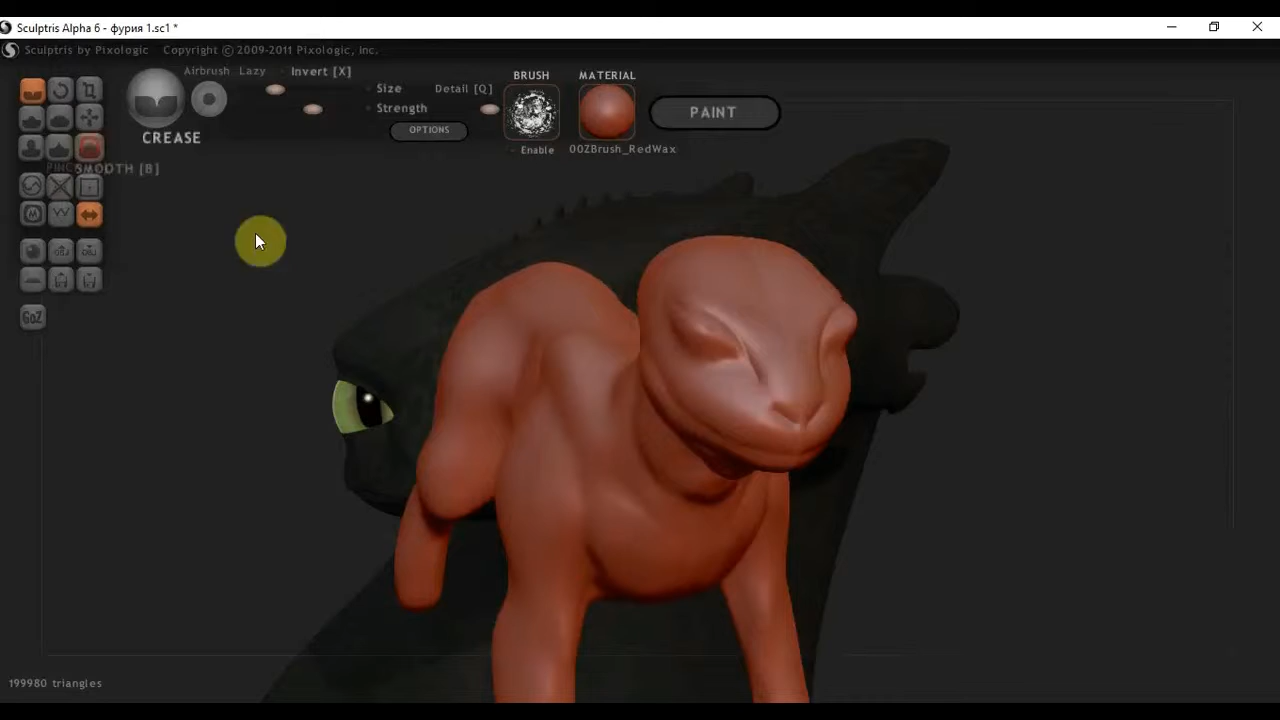 Sculptris Alpha 6 - фурия 1.sc1 *
Sculptris by Pixologic Copyright © 2009-2011 Pixologic, Inc.
Airbrush Lazy Invert [X]
Size Detail [Q]
Strength
OPTIONS
CREASE
BRUSH
Enable
MATERIAL
00ZBrush_RedWax
PAINT
SMOOTH [B]
GoZ
199980 triangles